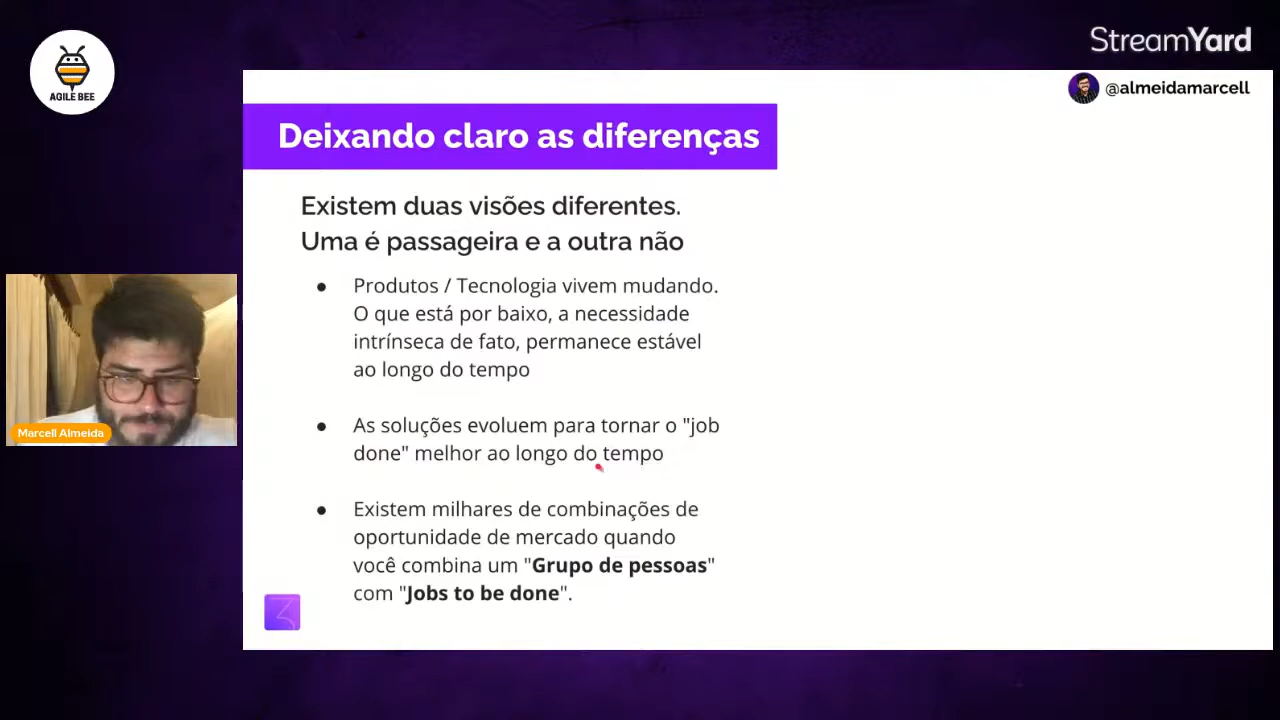 AGILE BEE
StreamYard
@almeidamarcell
Deixando claro as diferenças
Existem duas visões diferentes.
Uma é passageira e a outra não
● Produtos / Tecnologia vivem mudando.
O que está por baixo, a necessidade
intrínseca de fato, permanece estável
ao longo do tempo
● As soluções evoluem para tornar o "job
done" melhor ao longo do tempo
● Existem milhares de combinações de
oportunidade de mercado quando
você combina um "Grupo de pessoas"
com "Jobs to be done".
Marcell Almeida